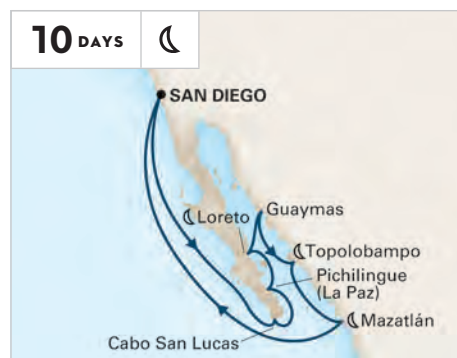 10 DAYS
SAN DIEGO
Loreto
Guaymas
Topolobampo
Pichilingue
(La Paz)
Mazatlán
Cabo San Lucas